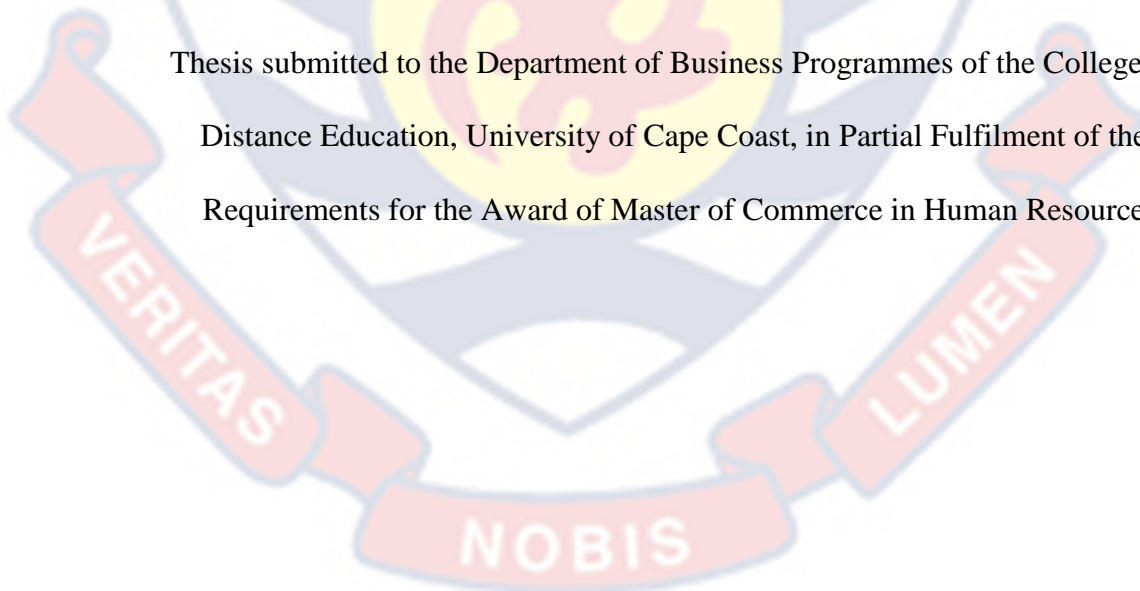 Thesis submitted to the Department of Business Programmes of the College
Distance Education, University of Cape Coast, in Partial Fulfilment of the
Requirements for the Award of Master of Commerce in Human Resource
VERITAS
NOBIS
LUMEN